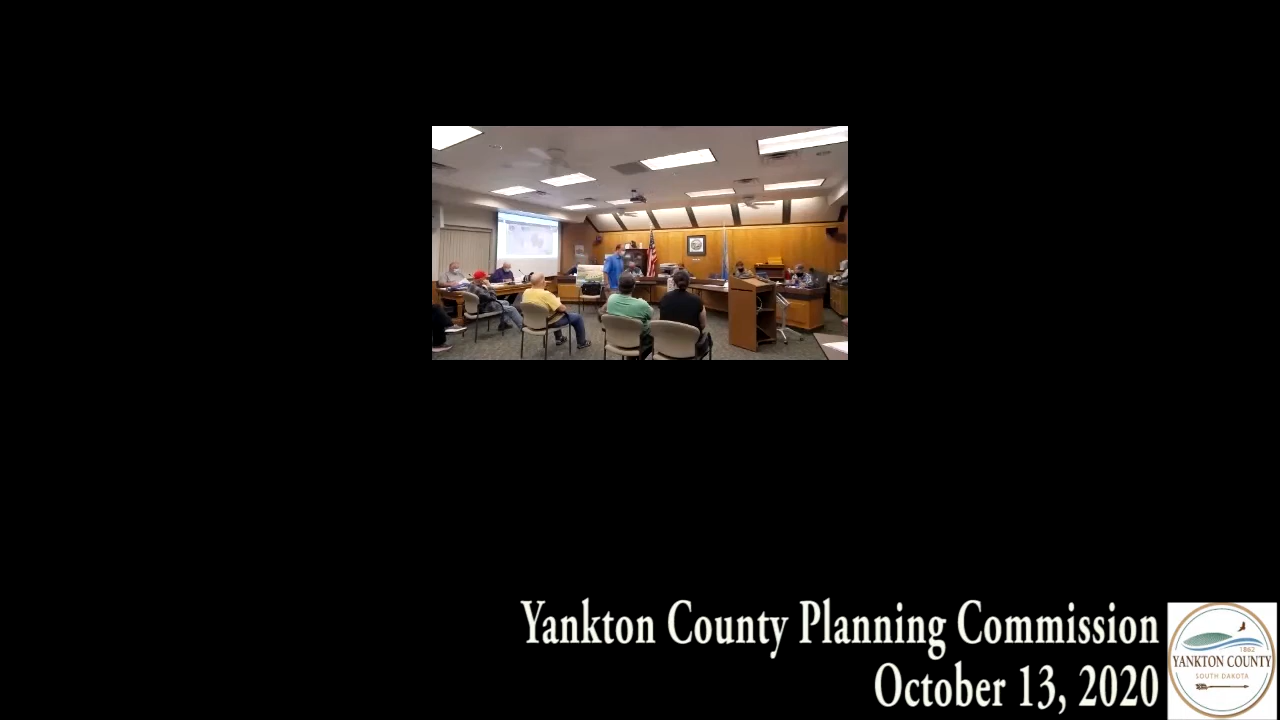 Yankton County Planning Commission
October 13, 2020
1862
YANKTON COUNTY
SOUTH DAKOTA